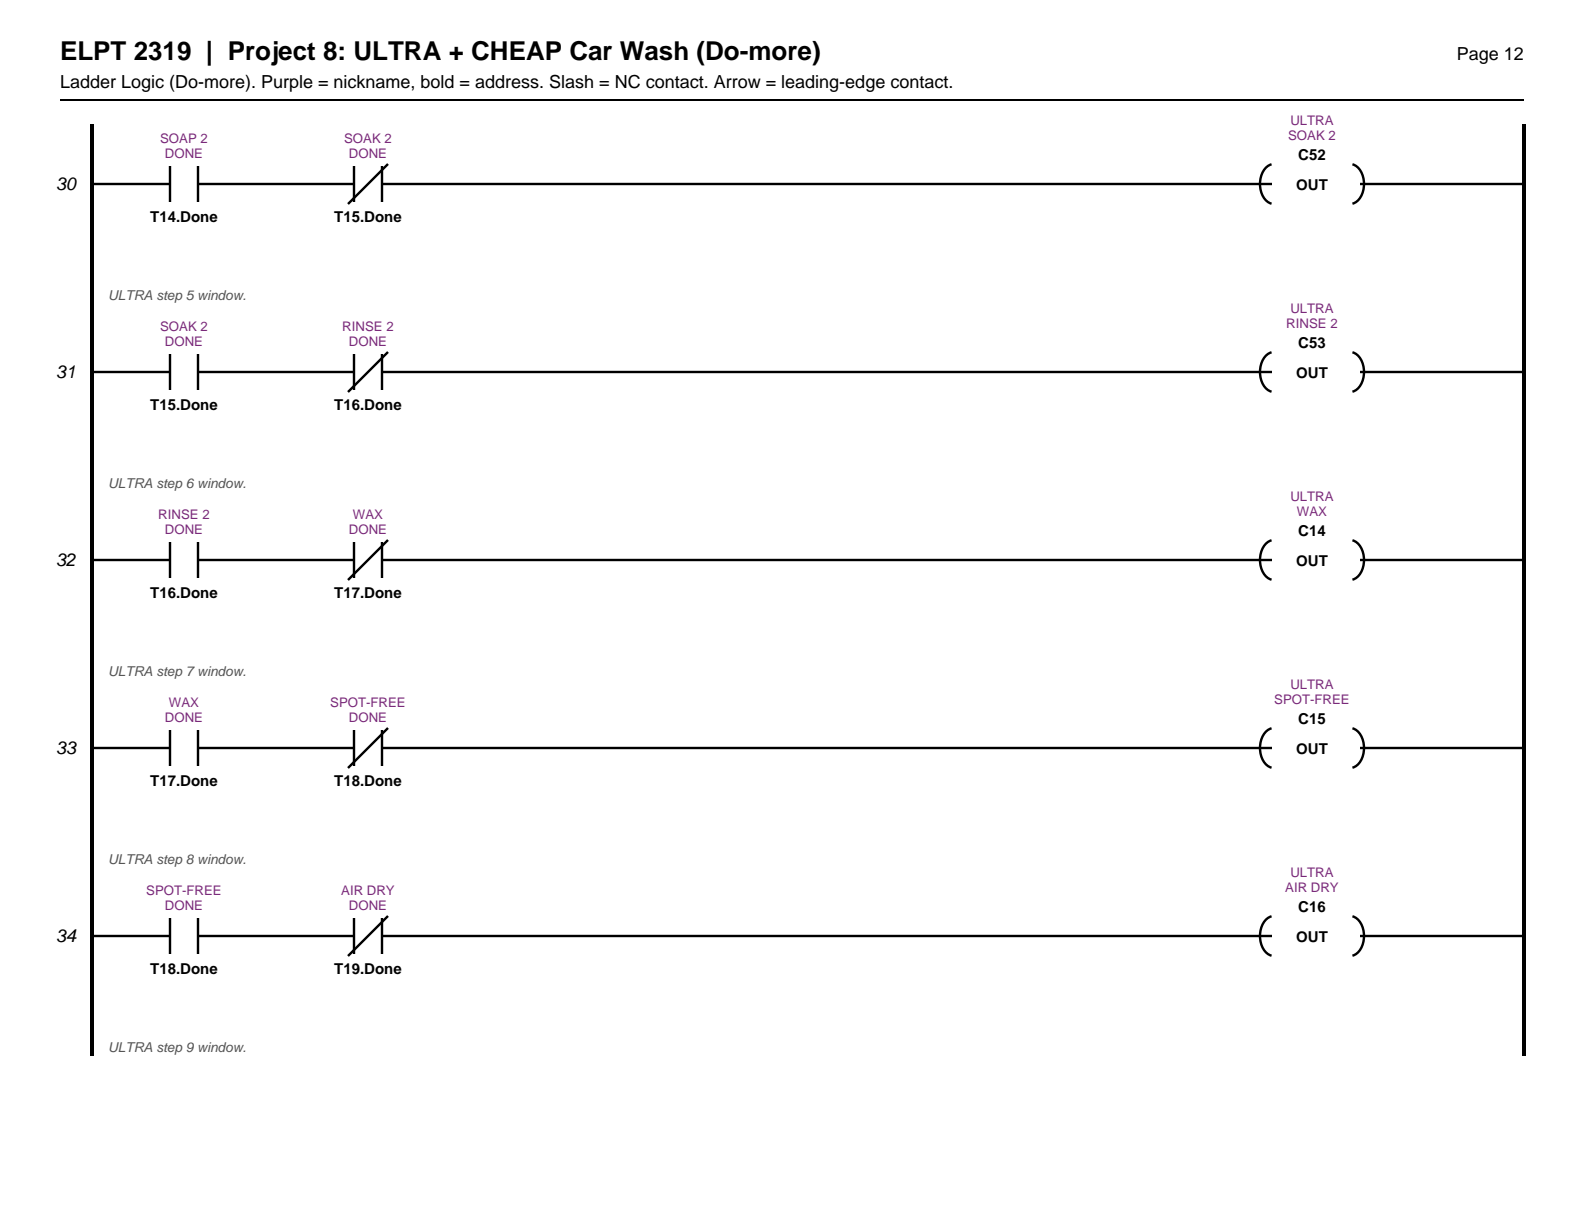 ELPT 2319 | Project 8: ULTRA + CHEAP Car Wash (Do-more)
Page 12
Ladder Logic (Do-more). Purple = nickname, bold = address. Slash = NC contact. Arrow = leading-edge contact.
30
SOAP 2
DONE
T14.Done
SOAK 2
DONE
T15.Done
ULTRA
SOAK 2
C52
OUT
ULTRA step 5 window.
31
SOAK 2
DONE
T15.Done
RINSE 2
DONE
T16.Done
ULTRA
RINSE 2
C53
OUT
ULTRA step 6 window.
32
RINSE 2
DONE
T16.Done
WAX
DONE
T17.Done
ULTRA
WAX
C14
OUT
ULTRA step 7 window.
33
WAX
DONE
T17.Done
SPOT-FREE
DONE
T18.Done
ULTRA
SPOT-FREE
C15
OUT
ULTRA step 8 window.
34
SPOT-FREE
DONE
T18.Done
AIR DRY
DONE
T19.Done
ULTRA
AIR DRY
C16
OUT
ULTRA step 9 window.